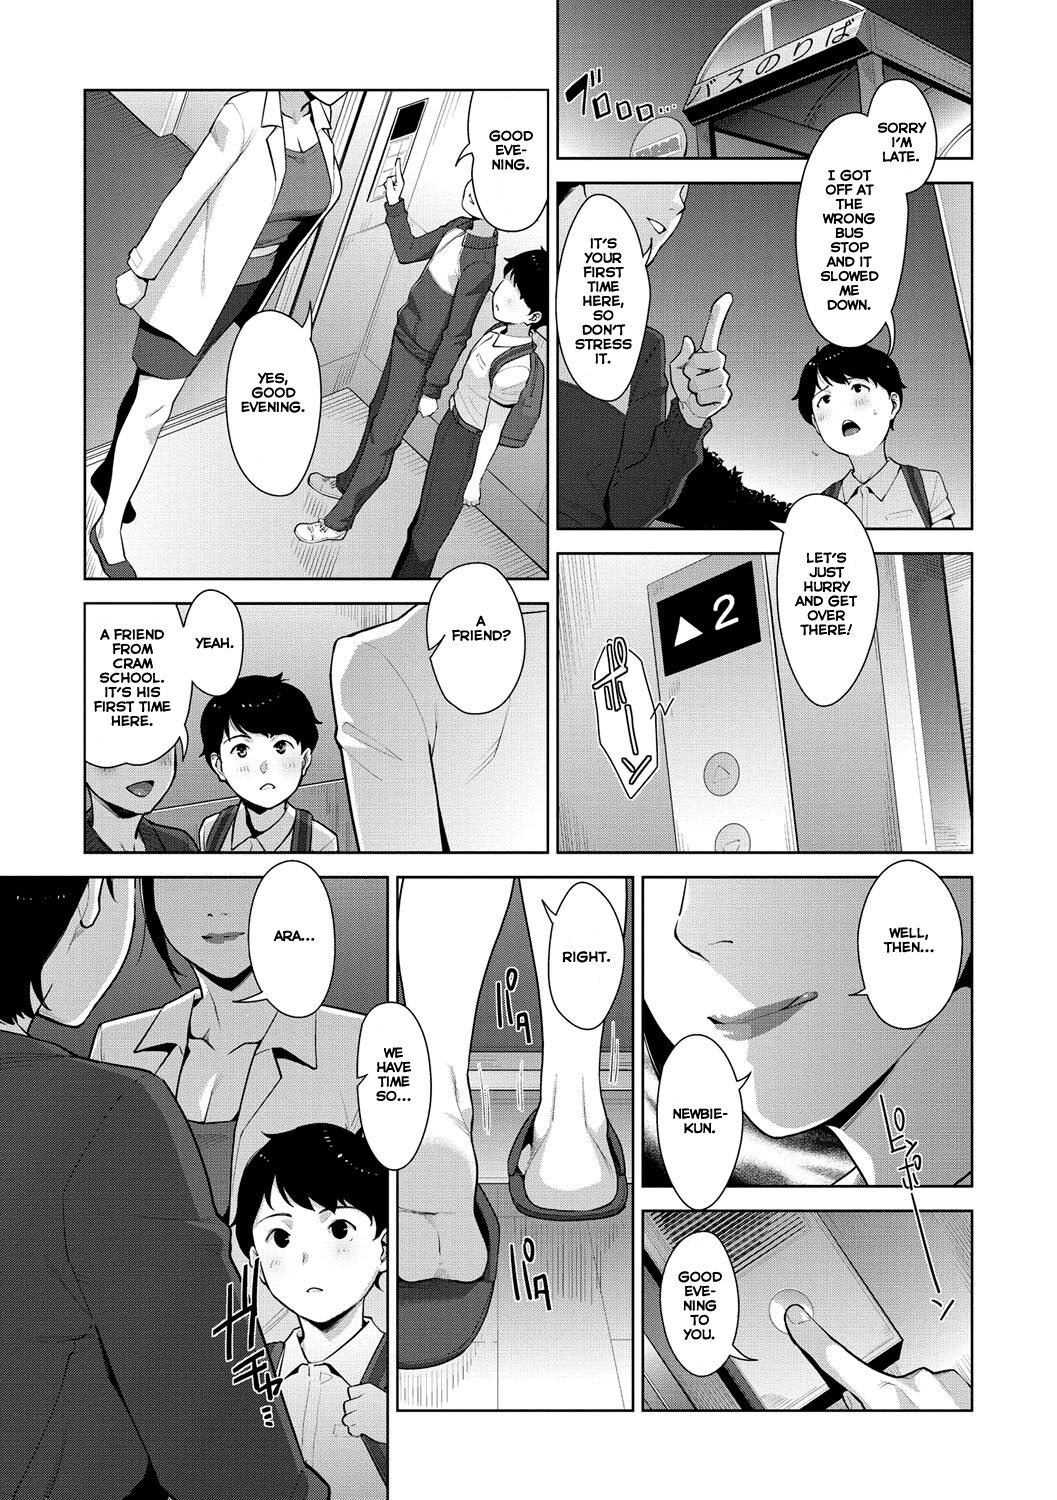 バスのりば
ブロロロ...
SORRY
I'M
LATE.
I GOT
OFF AT
THE
WRONG
BUS
STOP
AND IT
SLOWED
ME
DOWN.
IT'S
YOUR
FIRST
TIME
HERE,
SO
DON'T
STRESS
IT.
LET'S
JUST
HURRY
AND GET
OVER
THERE!
▲2
ポーン
GOOD
EVE-
NING.
YES,
GOOD
EVENING.
A
FRIEND?
YEAH.
A FRIEND
FROM
CRAM
SCHOOL.
IT'S HIS
FIRST TIME
HERE.
WELL,
THEN...
NEWBIE-
KUN.
ピンポーン
GOOD
EVE-
NING TO
YOU.
RIGHT.
パタ
パタ
WE
HAVE
TIME
SO...
ARA...
ガチャ...